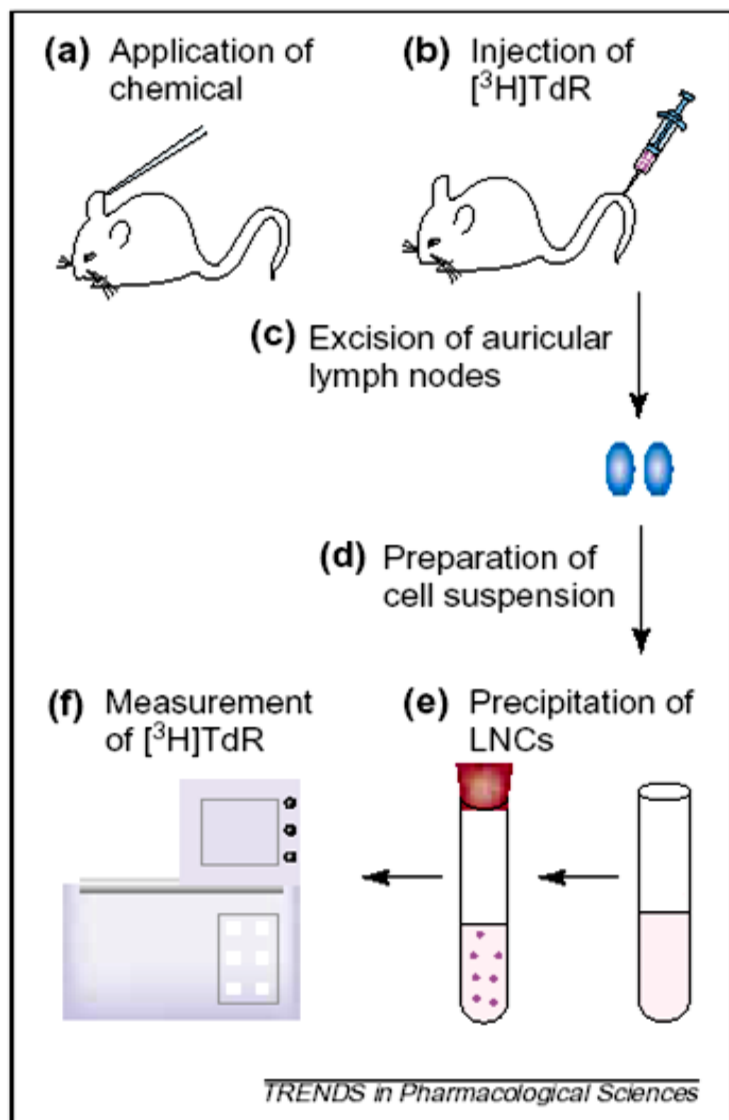 (a) Application of
chemical
(b) Injection of
[³H]TdR
(c) Excision of auricular
lymph nodes
(d) Preparation of
cell suspension
(e) Precipitation of
LNCs
(f) Measurement
of [³H]TdR
TRENDS in Pharmacological Sciences